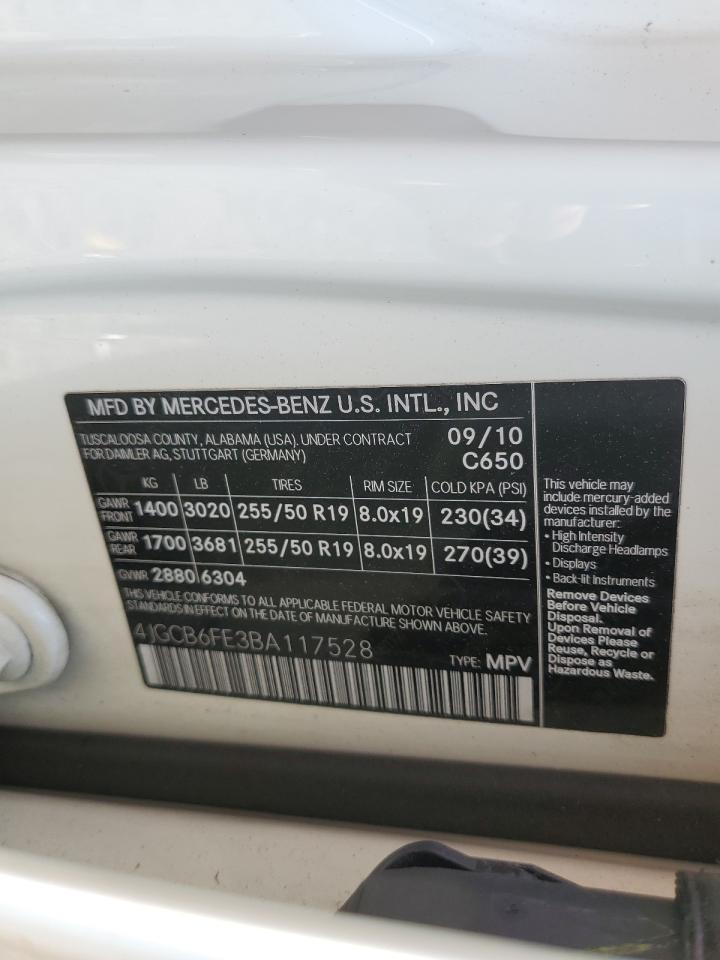 MFD BY MERCEDES-BENZ U.S. INTL., INC
TUSCALOOSA COUNTY, ALABAMA (USA), UNDER CONTRACT
FOR DAIMLER AG, STUTTGART (GERMANY)
09/10
C650
KG LB TIRES RIM SIZE COLD KPA (PSI)
GAWR FRONT 1400 3020 255/50 R19 8.0x19 230(34)
GAWR REAR 1700 3681 255/50 R19 8.0x19 270(39)
GVWR 2880 6304
THIS VEHICLE CONFORMS TO ALL APPLICABLE FEDERAL MOTOR VEHICLE SAFETY
STANDARDS IN EFFECT ON THE DATE OF MANUFACTURE SHOWN ABOVE.
4JGCB6FE3BA117528
TYPE: MPV
This vehicle may
include mercury-added
devices installed by the
manufacturer:
• High Intensity
Discharge Headlamps
• Displays
• Back-lit Instruments
Remove Devices
Before Vehicle
Disposal.
Upon Removal of
Devices Please
Reuse, Recycle or
Dispose as
Hazardous Waste.